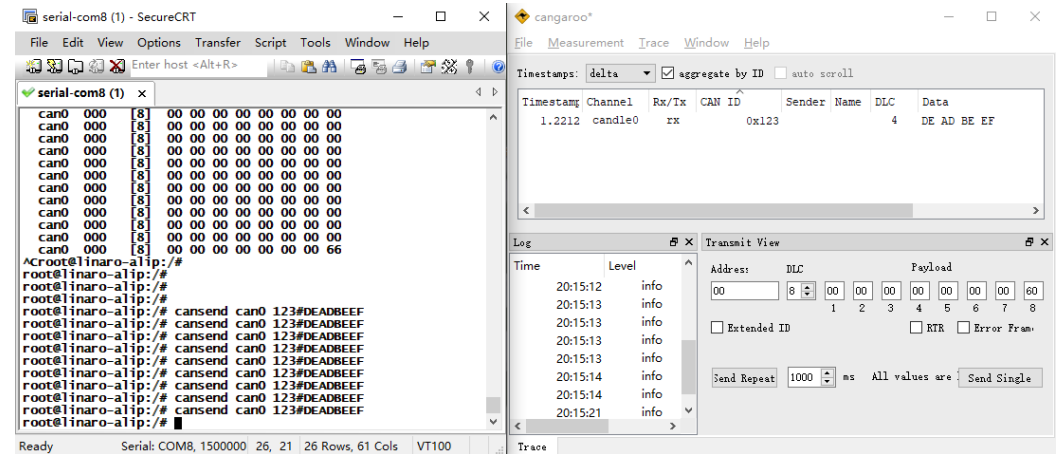 serial-com8 (1) - SecureCRT
File Edit View Options Transfer Script Tools Window Help
Enter host <Alt+R>
serial-com8 (1)
can0 000 [8] 00 00 00 00 00 00 00 00
can0 000 [8] 00 00 00 00 00 00 00 00
can0 000 [8] 00 00 00 00 00 00 00 00
can0 000 [8] 00 00 00 00 00 00 00 00
can0 000 [8] 00 00 00 00 00 00 00 00
can0 000 [8] 00 00 00 00 00 00 00 00
can0 000 [8] 00 00 00 00 00 00 00 00
can0 000 [8] 00 00 00 00 00 00 00 00
can0 000 [8] 00 00 00 00 00 00 00 00
can0 000 [8] 00 00 00 00 00 00 00 00
can0 000 [8] 00 00 00 00 00 00 00 00
can0 000 [8] 00 00 00 00 00 00 00 66
^Croot@linaro-alip:/#
root@linaro-alip:/#
root@linaro-alip:/#
root@linaro-alip:/#
root@linaro-alip:/# cansend can0 123#DEADBEEF
root@linaro-alip:/# cansend can0 123#DEADBEEF
root@linaro-alip:/# cansend can0 123#DEADBEEF
root@linaro-alip:/# cansend can0 123#DEADBEEF
root@linaro-alip:/# cansend can0 123#DEADBEEF
root@linaro-alip:/# cansend can0 123#DEADBEEF
root@linaro-alip:/# cansend can0 123#DEADBEEF
root@linaro-alip:/# cansend can0 123#DEADBEEF
root@linaro-alip:/# cansend can0 123#DEADBEEF
root@linaro-alip:/#
Ready Serial: COM8, 1500000 26, 21 26 Rows, 61 Cols VT100
cangaroo*
File Measurement Trace Window Help
Timestamps: delta aggregate by ID auto scroll
Timestamp Channel Rx/Tx CAN ID Sender Name DLC Data
1.2212 candle0 rx 0x123 4 DE AD BE EF
Log
Time Level
20:15:12 info
20:15:13 info
20:15:13 info
20:15:13 info
20:15:13 info
20:15:14 info
20:15:14 info
20:15:21 info
Transmit View
Address: DLC Payload
00 8 00 00 00 00 00 00 00 60
1 2 3 4 5 6 7 8
Extended ID RTR Error Fram
Send Repeat 1000 ms All values are Send Single
Trace